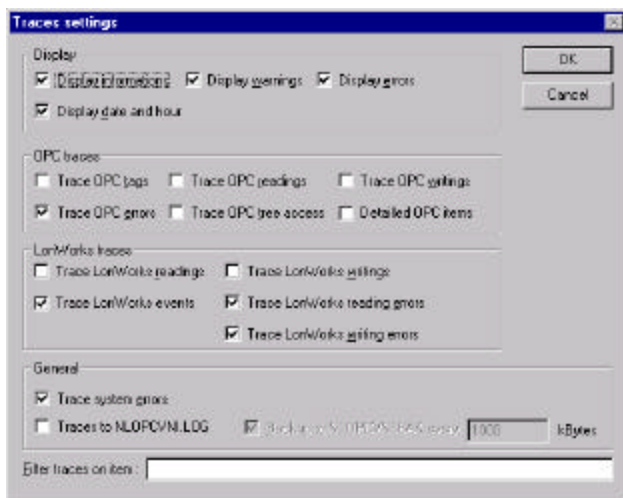 Traces settings
Display
OK
Display informations Display warnings Display errors
Cancel
Display date and hour
OPC traces
Trace OPC tags Trace OPC readings Trace OPC writings
Trace OPC errors Trace OPC tree access Detailed OPC items
LonWorks traces
Trace LonWorks readings Trace LonWorks writings
Trace LonWorks events Trace LonWorks reading errors
Trace LonWorks writing errors
General
Trace system errors
Traces to NLOPCVNI.LOG every 1000 kBytes
Filter traces on item :